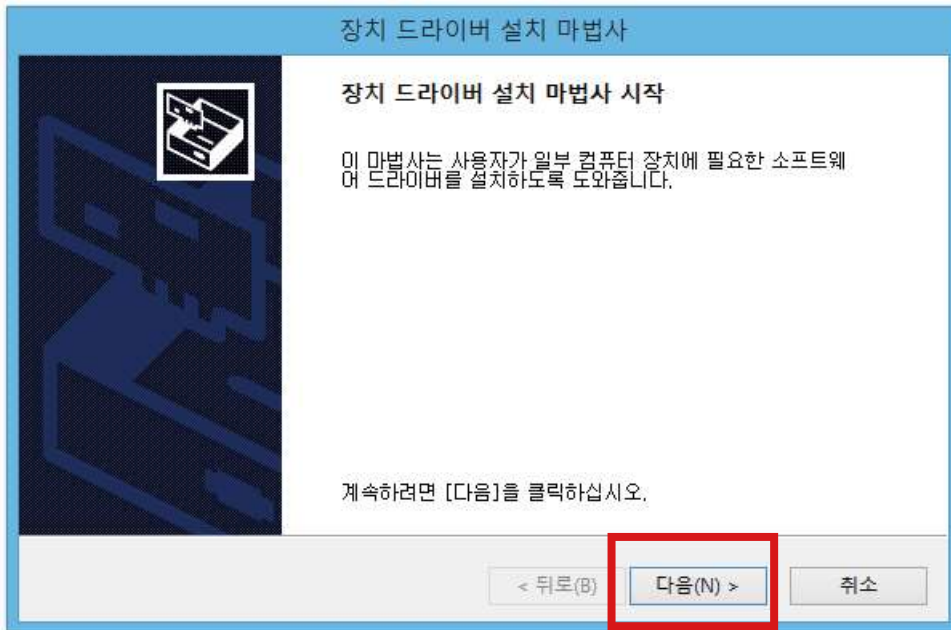 장치 드라이버 설치 마법사
장치 드라이버 설치 마법사 시작
이 마법사는 사용자가 일부 컴퓨터 장치에 필요한 소프트웨
어 드라이버를 설치하도록 도와줍니다.
계속하려면 [다음]을 클릭하십시오.
< 뒤로(B)
다음(N) >
취소